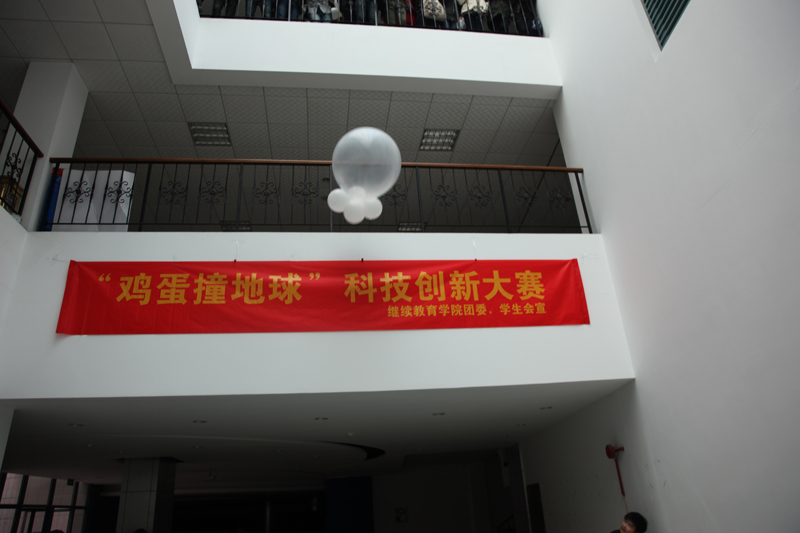 “鸡蛋撞地球” 科技创新大赛
继续教育学院团委、学生会宣